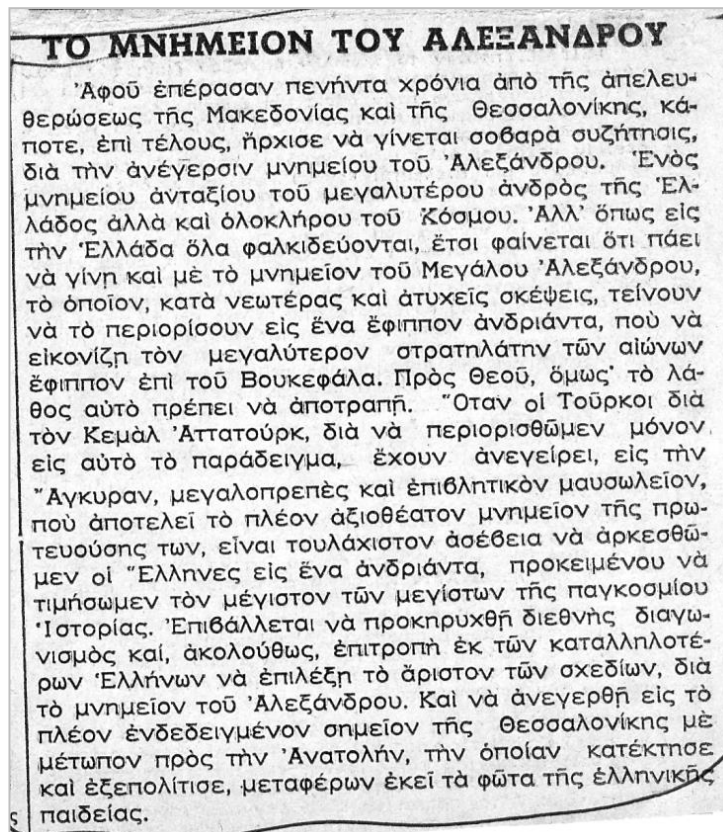 ΤΟ ΜΝΗΜΕΙΟΝ ΤΟΥ ΑΛΕΞΑΝΔΡΟΥ
Ἀφοῦ ἐπέρασαν πενήντα χρόνια ἀπὸ τῆς ἀπελευ-
θερώσεως τῆς Μακεδονίας καὶ τῆς Θεσσαλονίκης, κά-
ποτε, ἐπὶ τέλους, ἤρχισε νὰ γίνεται σοβαρὰ συζήτησις,
διὰ τὴν ἀνέγερσιν μνημείου τοῦ Ἀλεξάνδρου. Ἑνὸς
μνημείου ἀνταξίου τοῦ μεγαλυτέρου ἀνδρὸς τῆς Ἑλ-
λάδος ἀλλὰ καὶ ὁλοκλήρου τοῦ Κόσμου. Ἀλλ' ὅπως εἰς
τὴν Ἑλλάδα ὅλα φαλκιδεύονται, ἔτσι φαίνεται ὅτι πάει
νὰ γίνῃ καὶ μὲ τὸ μνημεῖον τοῦ Μεγάλου Ἀλεξάνδρου,
τὸ ὁποῖον, κατὰ νεωτέρας καὶ ἀτυχεῖς σκέψεις, τείνουν
νὰ τὸ περιορίσουν εἰς ἕνα ἔφιππον ἀνδριάντα, ποὺ νὰ
εἰκονίζῃ τὸν μεγαλύτερον στρατηλάτην τῶν αἰώνων
ἔφιππον ἐπὶ τοῦ Βουκεφάλα. Πρὸς Θεοῦ, ὅμως· τὸ λά-
θος αὐτὸ πρέπει νὰ ἀποτραπῇ. Ὅταν οἱ Τοῦρκοι διὰ
τὸν Κεμὰλ Ἀττατούρκ, διὰ νὰ περιορισθῶμεν μόνον
εἰς αὐτὸ τὸ παράδειγμα, ἔχουν ἀνεγείρει, εἰς τὴν
Ἄγκυραν, μεγαλοπρεπὲς καὶ ἐπιβλητικὸν μαυσωλεῖον,
ποὺ ἀποτελεῖ τὸ πλέον ἀξιοθέατον μνημεῖον τῆς πρω-
τευούσης των, εἶναι τουλάχιστον ἀσέβεια νὰ ἀρκεσθῶ-
μεν οἱ Ἕλληνες εἰς ἕνα ἀνδριάντα, προκειμένου νὰ
τιμήσωμεν τὸν μέγιστον τῶν μεγίστων τῆς παγκοσμίου
Ἱστορίας. Ἐπιβάλλεται νὰ προκηρυχθῇ διεθνὴς διαγω-
νισμὸς καί, ἀκολούθως, ἐπιτροπὴ ἐκ τῶν καταλληλοτέ-
ρων Ἑλλήνων νὰ ἐπιλέξῃ τὸ ἄριστον τῶν σχεδίων, διὰ
τὸ μνημεῖον τοῦ Ἀλεξάνδρου. Καὶ νὰ ἀνεγερθῇ εἰς τὸ
πλέον ἐνδεδειγμένον σημεῖον τῆς Θεσσαλονίκης μὲ
μέτωπον πρὸς τὴν Ἀνατολήν, τὴν ὁποίαν κατέκτησε
καὶ ἐξεπολίτισε, μεταφέρων ἐκεῖ τὰ φῶτα τῆς ἑλληνικῆς
ς παιδείας.